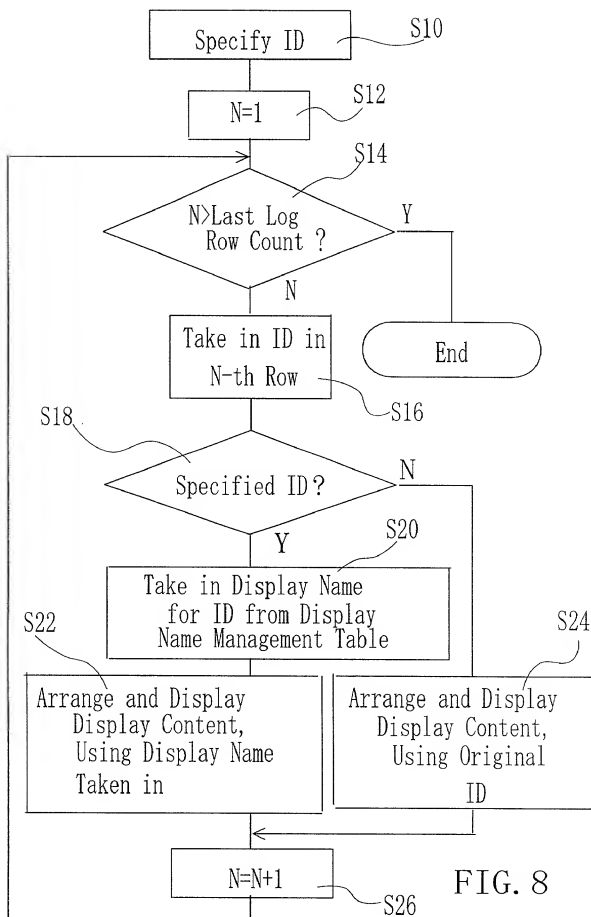 Specify ID
S10
N=1
S12
S14
N>Last Log
Row Count ?
Y
N
Take in ID in
N-th Row
End
S16
S18
Specified ID?
N
Y
S20
Take in Display Name
for ID from Display
Name Management Table
S22
S24
Arrange and Display
Display Content,
Using Display Name
Taken in
Arrange and Display
Display Content,
Using Original
ID
N=N+1
S26
FIG. 8